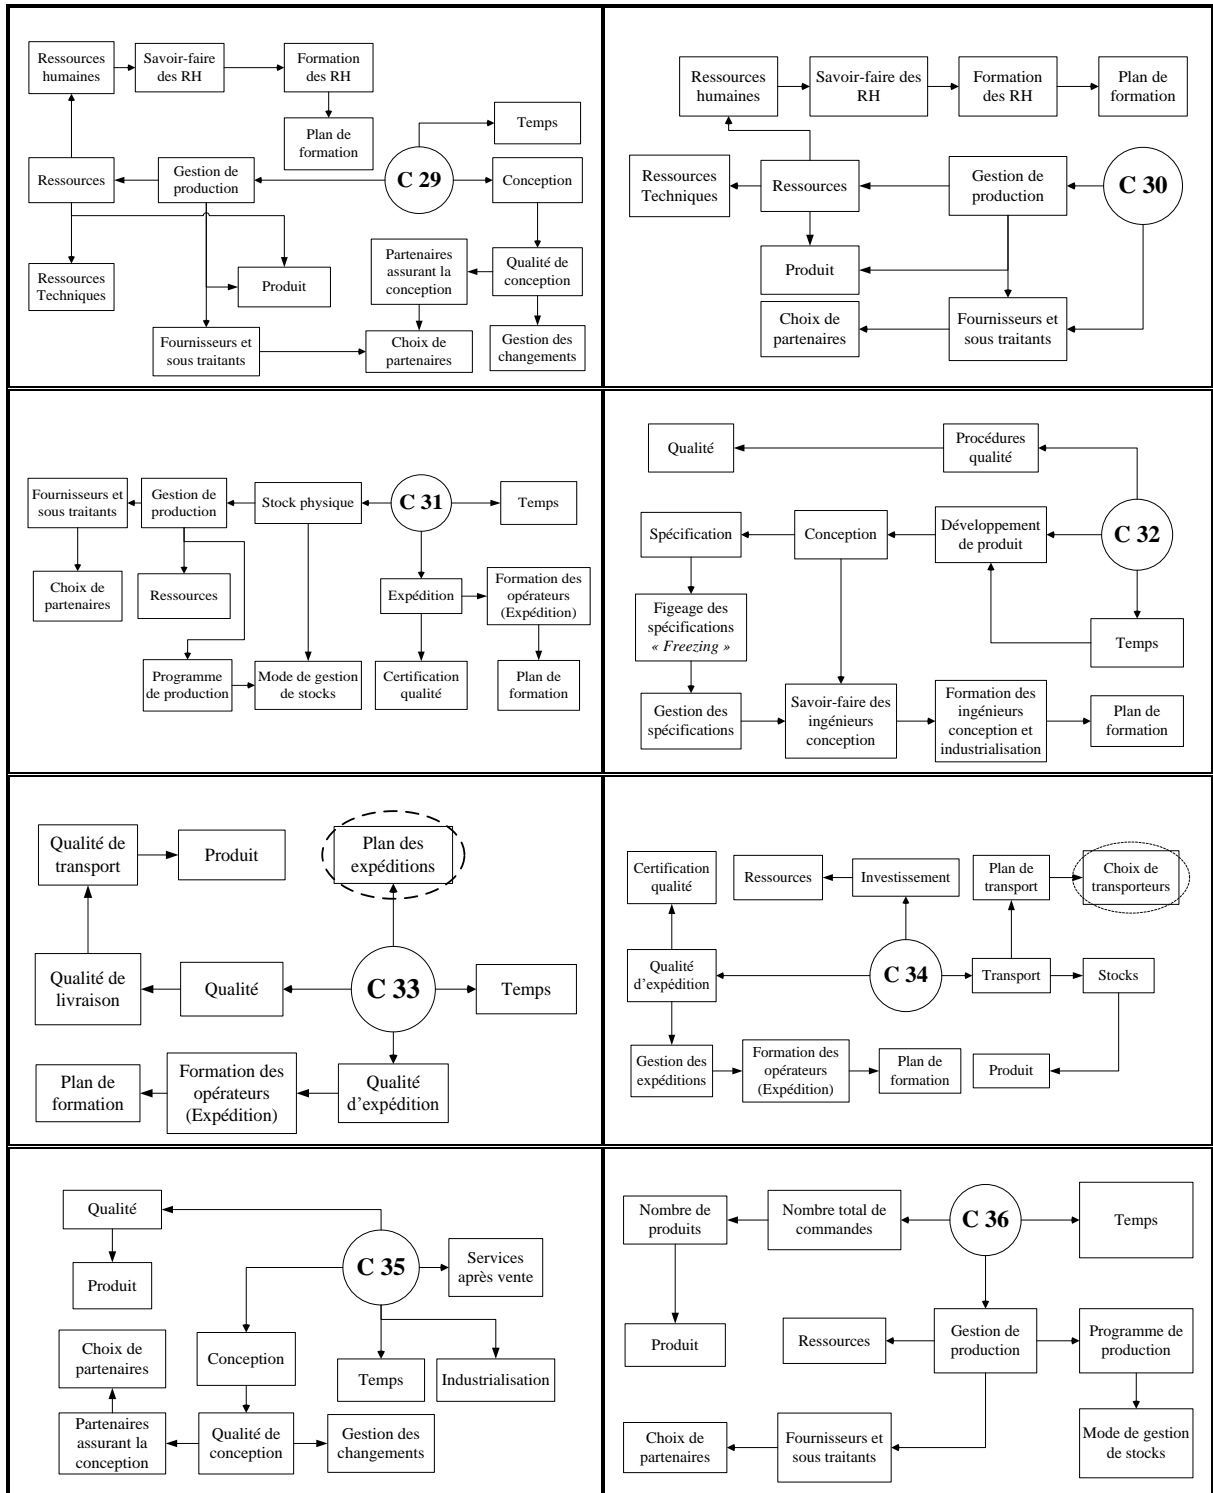 Ressources
humaines
Savoir-faire
des RH
Formation
des RH
Temps
Plan de
formation
Ressources
Gestion de
production
C 29
Conception
Ressources
Techniques
Produit
Partenaires
assurant la
conception
Qualité de
conception
Fournisseurs et
sous traitants
Choix de
partenaires
Gestion des
changements
Ressources
humaines
Savoir-faire des
RH
Formation
des RH
Plan de
formation
Ressources
Techniques
Ressources
Gestion de
production
C 30
Produit
Choix de
partenaires
Fournisseurs et
sous traitants
Fournisseurs et
sous traitants
Gestion de
production
Stock physique
C 31
Temps
Choix de
partenaires
Ressources
Expédition
Formation des
opérateurs
(Expédition)
Programme
de production
Mode de gestion
de stocks
Certification
qualité
Plan de
formation
Qualité
Procédures
qualité
Spécification
Conception
Développement
de produit
C 32
Figeage des
spécifications
« Freezing »
Temps
Gestion des
spécifications
Savoir-faire des
ingénieurs
conception
Formation des
ingénieurs
conception et
industrialisation
Plan de
formation
Qualité de
transport
Produit
Plan des
expéditions
Qualité de
livraison
Qualité
C 33
Temps
Plan de
formation
Formation des
opérateurs
(Expédition)
Qualité
d’expédition
Certification
qualité
Ressources
Investissement
Plan de
transport
Choix de
transporteurs
Qualité
d’expédition
C 34
Transport
Stocks
Gestion des
expéditions
Formation des
opérateurs
(Expédition)
Plan de
formation
Produit
Qualité
Produit
C 35
Services
après vente
Choix de
partenaires
Conception
Temps
Industrialisation
Partenaires
assurant la
conception
Qualité de
conception
Gestion des
changements
Nombre de
produits
Nombre total de
commandes
C 36
Temps
Produit
Ressources
Gestion de
production
Programme de
production
Choix de
partenaires
Fournisseurs et
sous traitants
Mode de gestion
de stocks